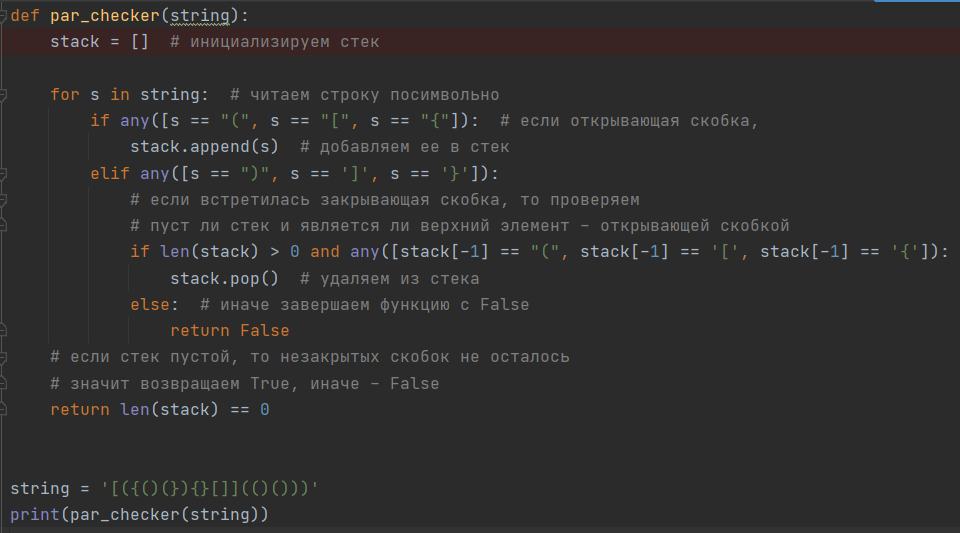 def par_checker(string):
    stack = []  # инициализируем стек

    for s in string:  # читаем строку посимвольно
        if any([s == "(", s == "[", s == "{"]):  # если открывающая скобка,
            stack.append(s)  # добавляем ее в стек
        elif any([s == ")", s == ']', s == '}']):
            # если встретилась закрывающая скобка, то проверяем
            # пуст ли стек и является ли верхний элемент - открывающей скобкой
            if len(stack) > 0 and any([stack[-1] == "(", stack[-1] == '[', stack[-1] == '{']):
                stack.pop()  # удаляем из стека
            else:  # иначе завершаем функцию с False
                return False
    # если стек пустой, то незакрытых скобок не осталось
    # значит возвращаем True, иначе - False
    return len(stack) == 0


string = '[({()(}){}[]](()()))'
print(par_checker(string))